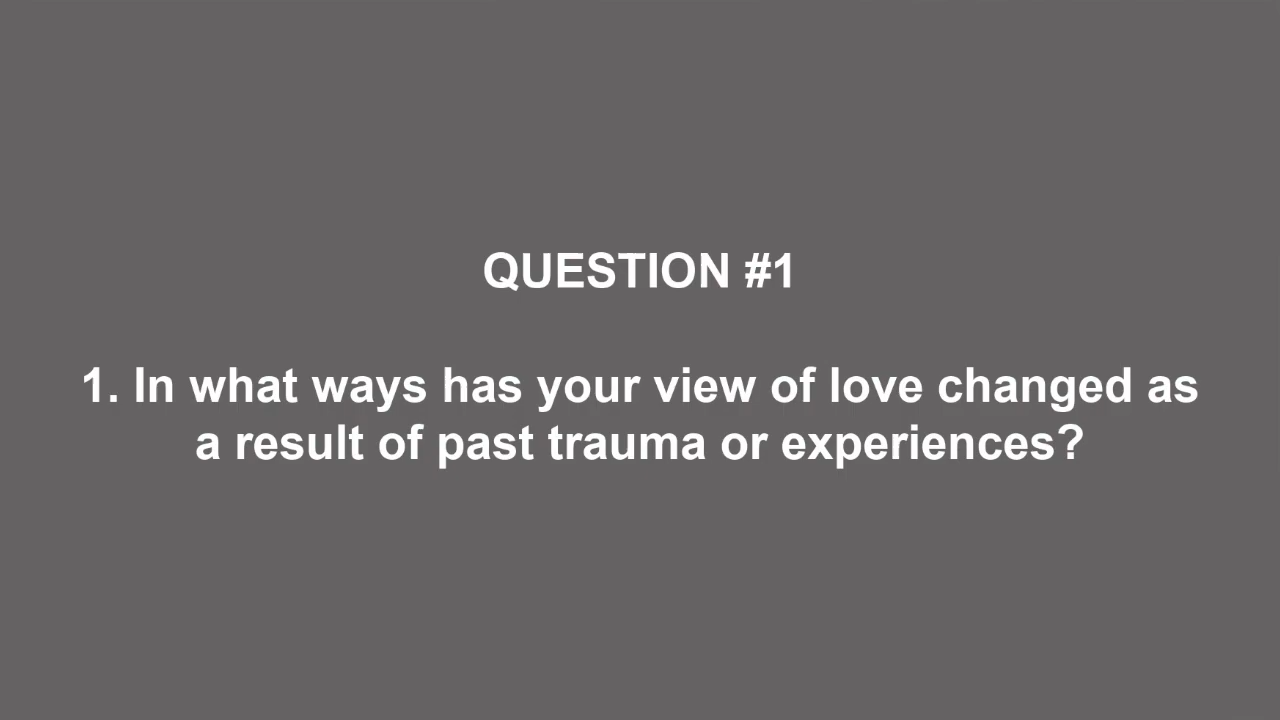 QUESTION #1
1. In what ways has your view of love changed as
a result of past trauma or experiences?